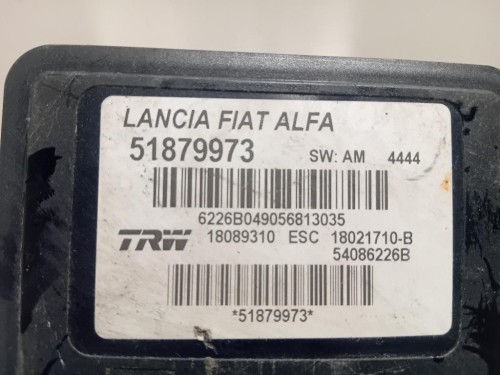 LANCIA FIAT ALFA
51879973 SW: AM 4444
6226B049056813035
TRW 18089310 ESC 18021710-B
54086226B
*51879973*